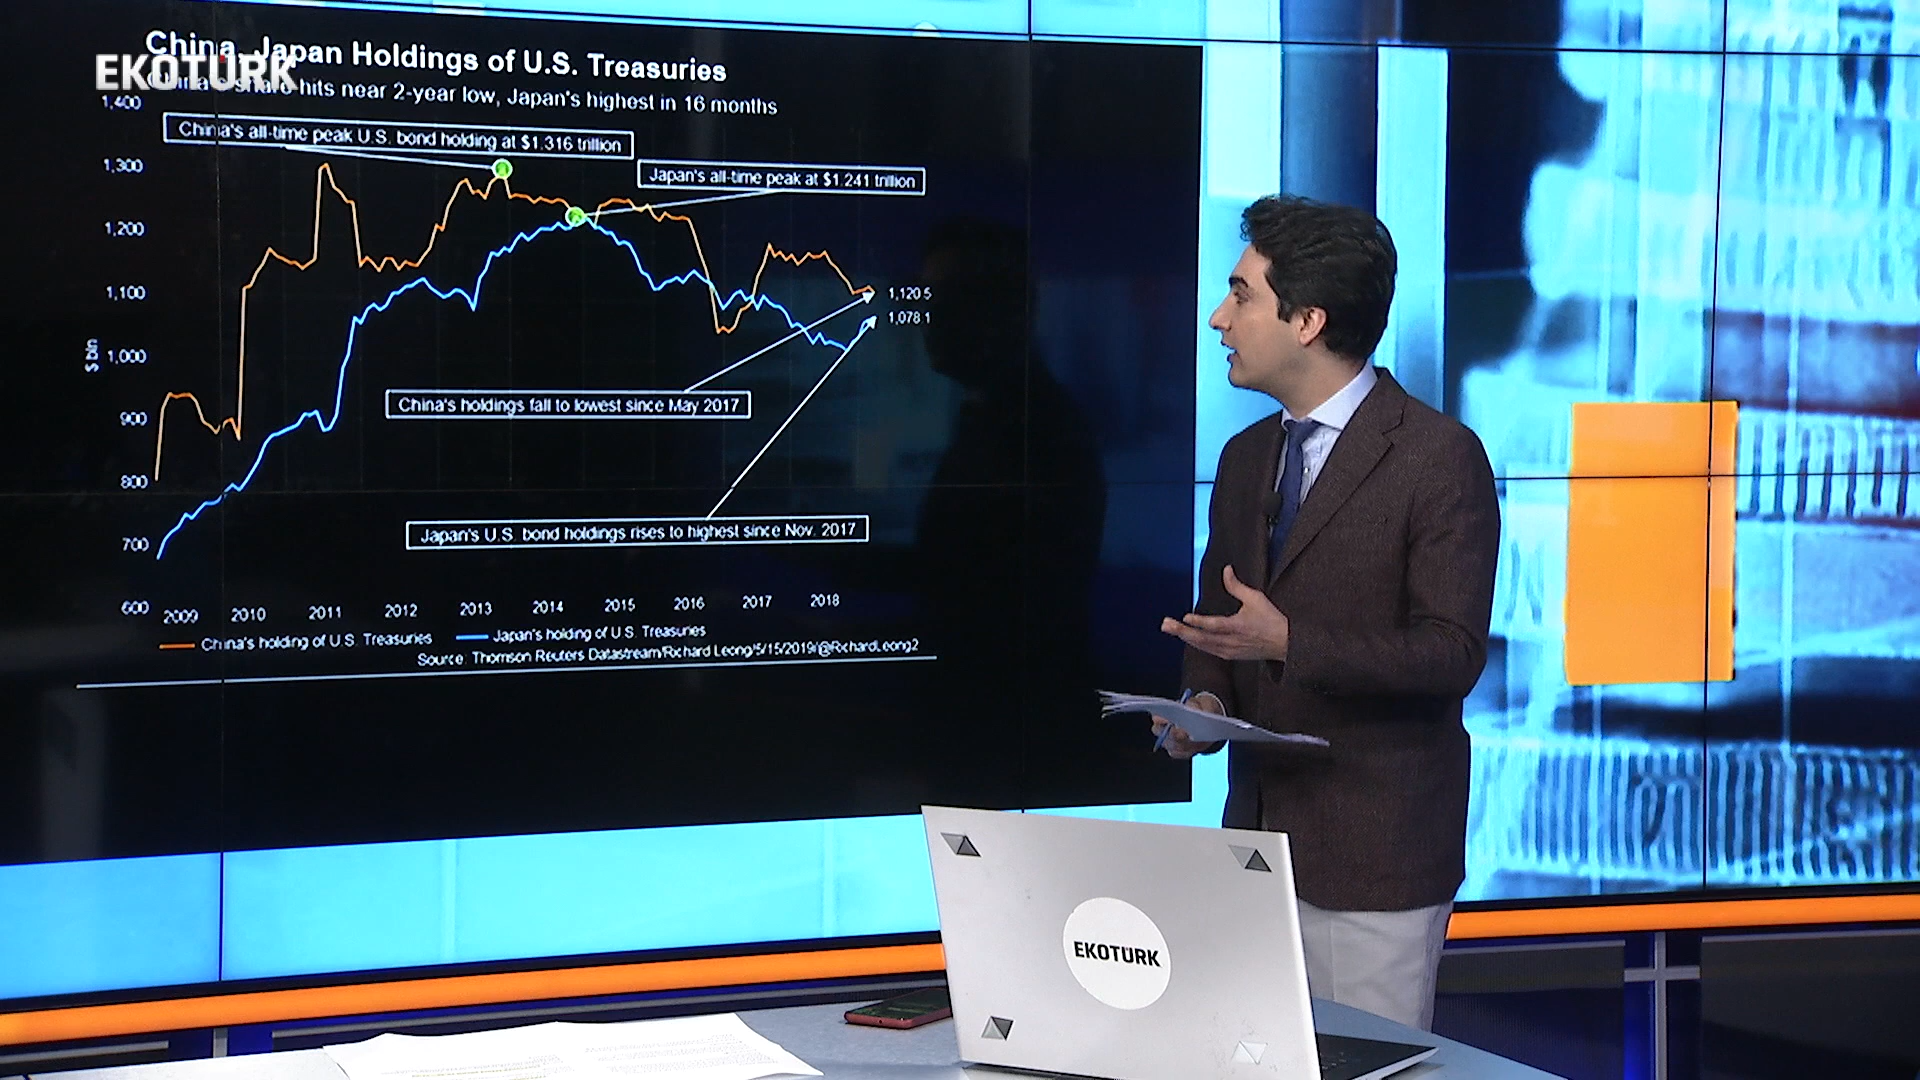 China, Japan Holdings of U.S. Treasuries
EKOTÜRK
China's share hits near 2-year low, Japan's highest in 16 months
1,400
China's all-time peak U.S. bond holding at $1.316 trillion
1,300
Japan's all-time peak at $1.241 trillion
1,200
1,100
1,120.5
1,078.1
$ bln
1,000
900
China's holdings fall to lowest since May 2017
800
700
Japan's U.S. bond holdings rises to highest since Nov. 2017
600
2009 2010 2011 2012 2013 2014 2015 2016 2017 2018
China's holding of U.S. Treasuries Japan's holding of U.S. Treasuries
Source: Thomson Reuters Datastream/Richard Leong/5/15/2019/@RichardLeong2
EKOTÜRK